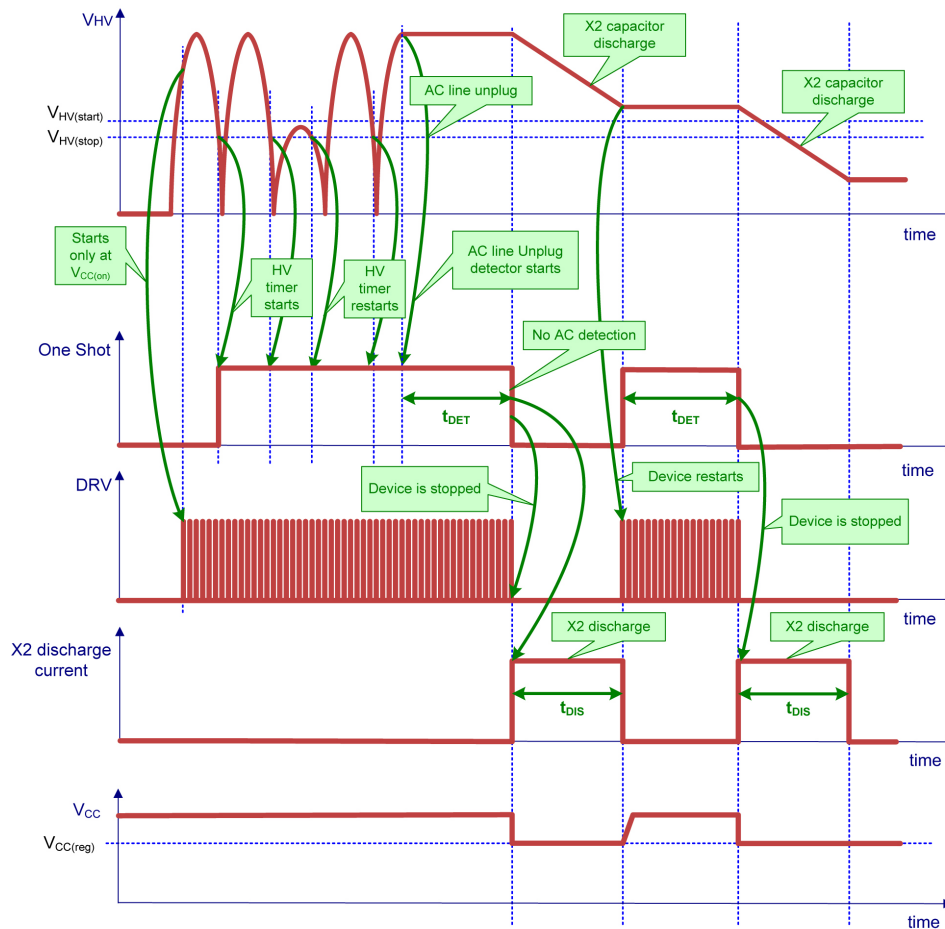 VHV
X2 capacitor
discharge
AC line unplug
X2 capacitor
discharge
VHV(start)
VHV(stop)
time
Starts
only at
VCC(on)
HV
timer
starts
HV
timer
restarts
AC line Unplug
detector starts
No AC detection
One Shot
tDET
tDET
time
DRV
Device is stopped
Device restarts
Device is stopped
time
X2 discharge
current
X2 discharge
X2 discharge
tDIS
tDIS
time
VCC
VCC(reg)
time